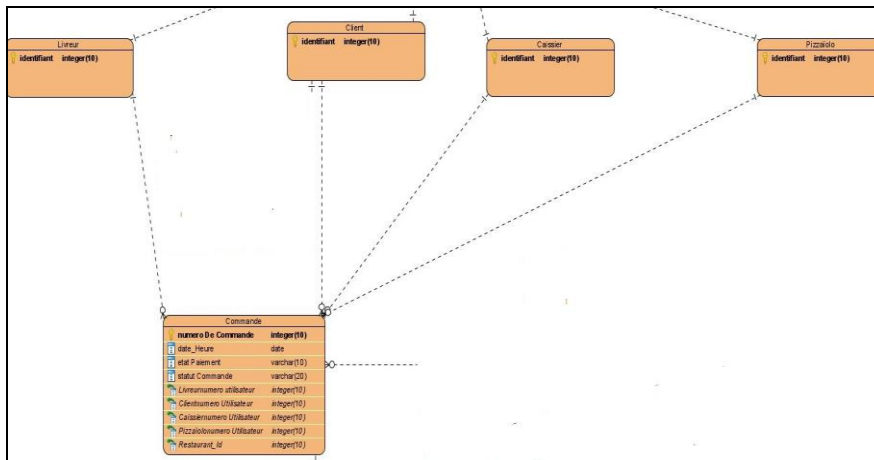 Livreur
identifiant integer(10)
Client
identifiant integer(10)
Caissier
identifiant integer(10)
Pizzaiolo
identifiant integer(10)
Commande
numero De Commande integer(10)
date_Heure date
etat Paiement varchar(10)
statut Commande varchar(20)
Livreurnumero utilisateur integer(10)
Clientnumero Utilisateur integer(10)
Caissiernumero Utilisateur integer(10)
Pizzaiolonumero Utilisateur integer(10)
Restaurant_Id integer(10)